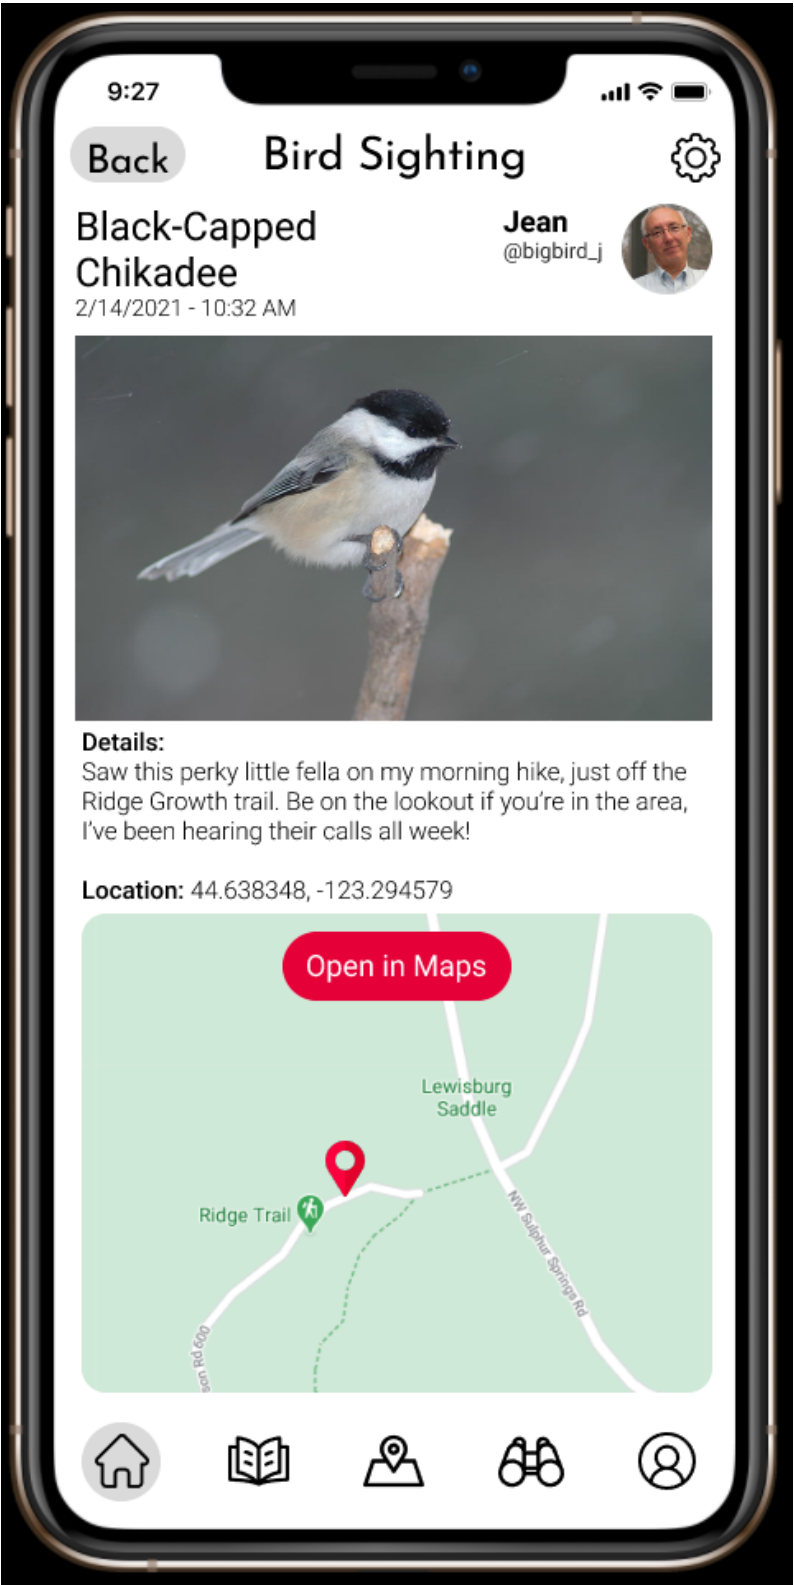 9:27
Back
Bird Sighting
Black-Capped
Chikadee
2/14/2021 - 10:32 AM
Jean
@bigbird_j
Details:
Saw this perky little fella on my morning hike, just off the
Ridge Growth trail. Be on the lookout if you're in the area,
I've been hearing their calls all week!
Location: 44.638348, -123.294579
Open in Maps
Lewisburg
Saddle
Ridge Trail
NW Sulphur Springs Rd
son Rd 600